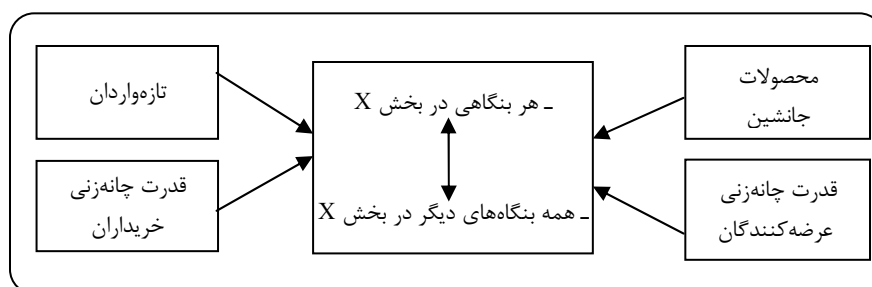 محصولات
جانشین
قدرت چانه‌زنی
عرضه‌کنندگان
ـ هر بنگاهی در بخش X
ـ همه بنگاه‌های دیگر در بخش X
تازه‌واردان
قدرت چانه‌زنی
خریداران